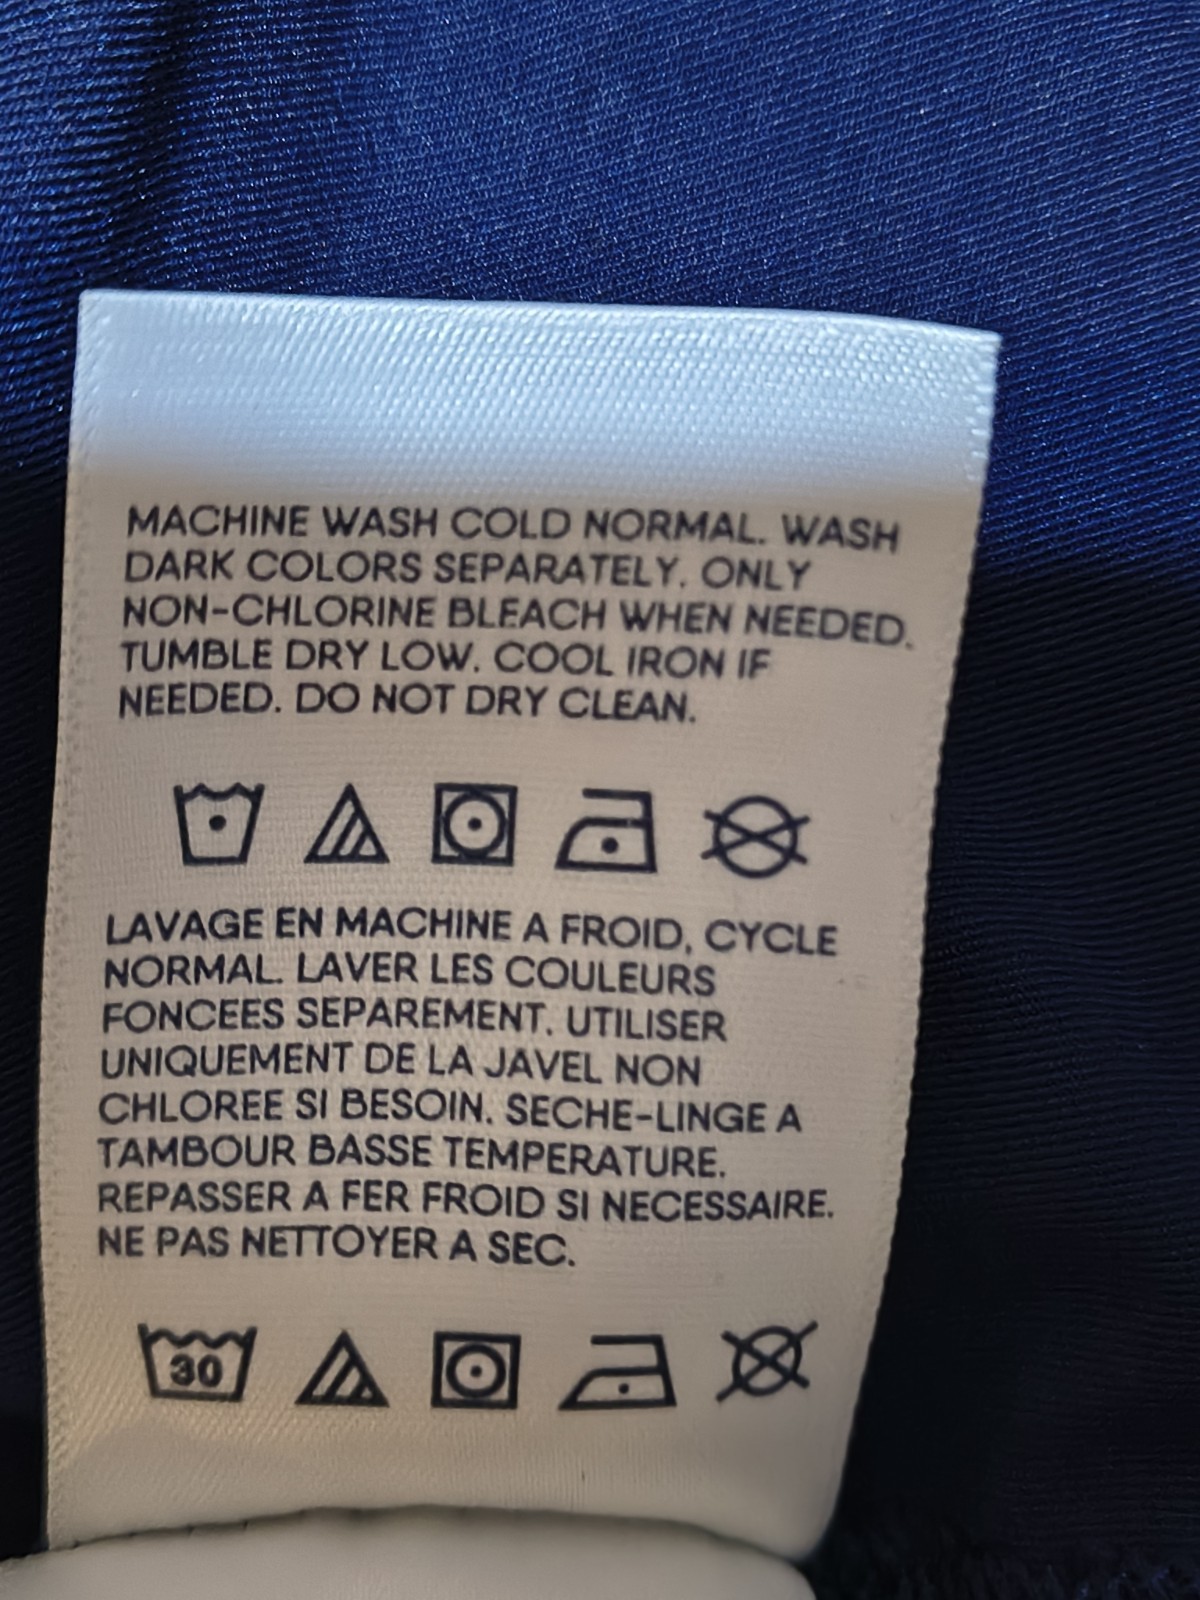 MACHINE WASH COLD NORMAL. WASH
DARK COLORS SEPARATELY. ONLY
NON-CHLORINE BLEACH WHEN NEEDED.
TUMBLE DRY LOW. COOL IRON IF
NEEDED. DO NOT DRY CLEAN.
LAVAGE EN MACHINE A FROID, CYCLE
NORMAL. LAVER LES COULEURS
FONCEES SEPAREMENT. UTILISER
UNIQUEMENT DE LA JAVEL NON
CHLOREE SI BESOIN. SECHE-LINGE A
TAMBOUR BASSE TEMPERATURE.
REPASSER A FER FROID SI NECESSAIRE.
NE PAS NETTOYER A SEC.
30